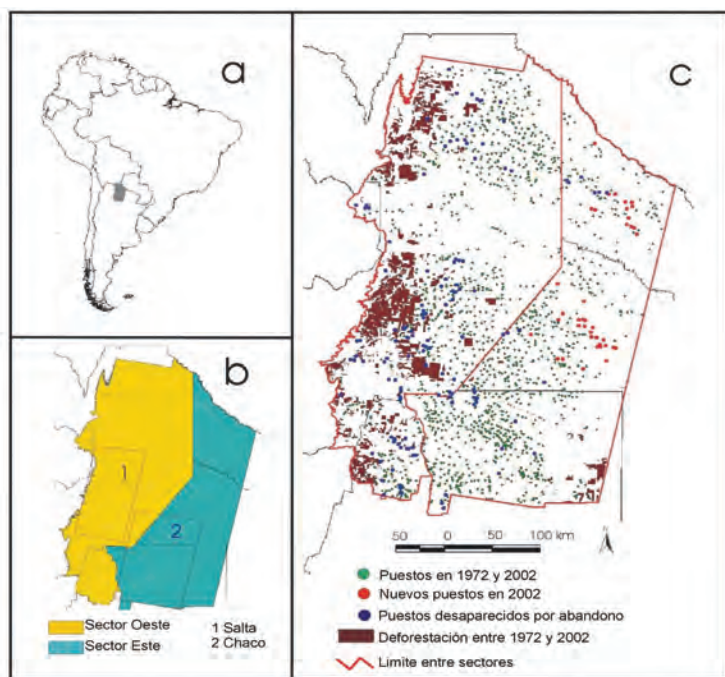 a
b
1
2
Sector Oeste
Sector Este
1 Salta
2 Chaco
c
50 0 50 100 km
Puestos en 1972 y 2002
Nuevos puestos en 2002
Puestos desaparecidos por abandono
Deforestación entre 1972 y 2002
Limite entre sectores